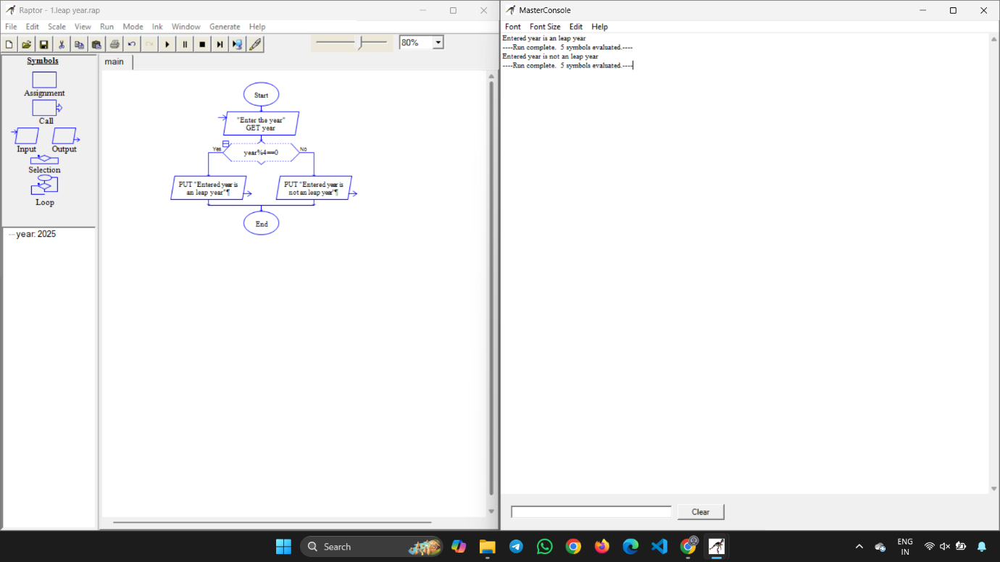 Raptor - 1.leap year.rap
File Edit Scale View Run Mode Ink Window Generate Help
80%
Symbols
Assignment
Call
Input Output
Selection
Loop
year: 2025
main
Start
"Enter the year"
GET year
Yes
year%4==0
No
PUT "Entered year is
an leap year"¶
PUT "Entered year is
not an leap year"¶
End
MasterConsole
Font Font Size Edit Help
Entered year is an leap year
----Run complete. 5 symbols evaluated.----
Entered year is not an leap year
----Run complete. 5 symbols evaluated.----
Clear
Search
ENG
IN